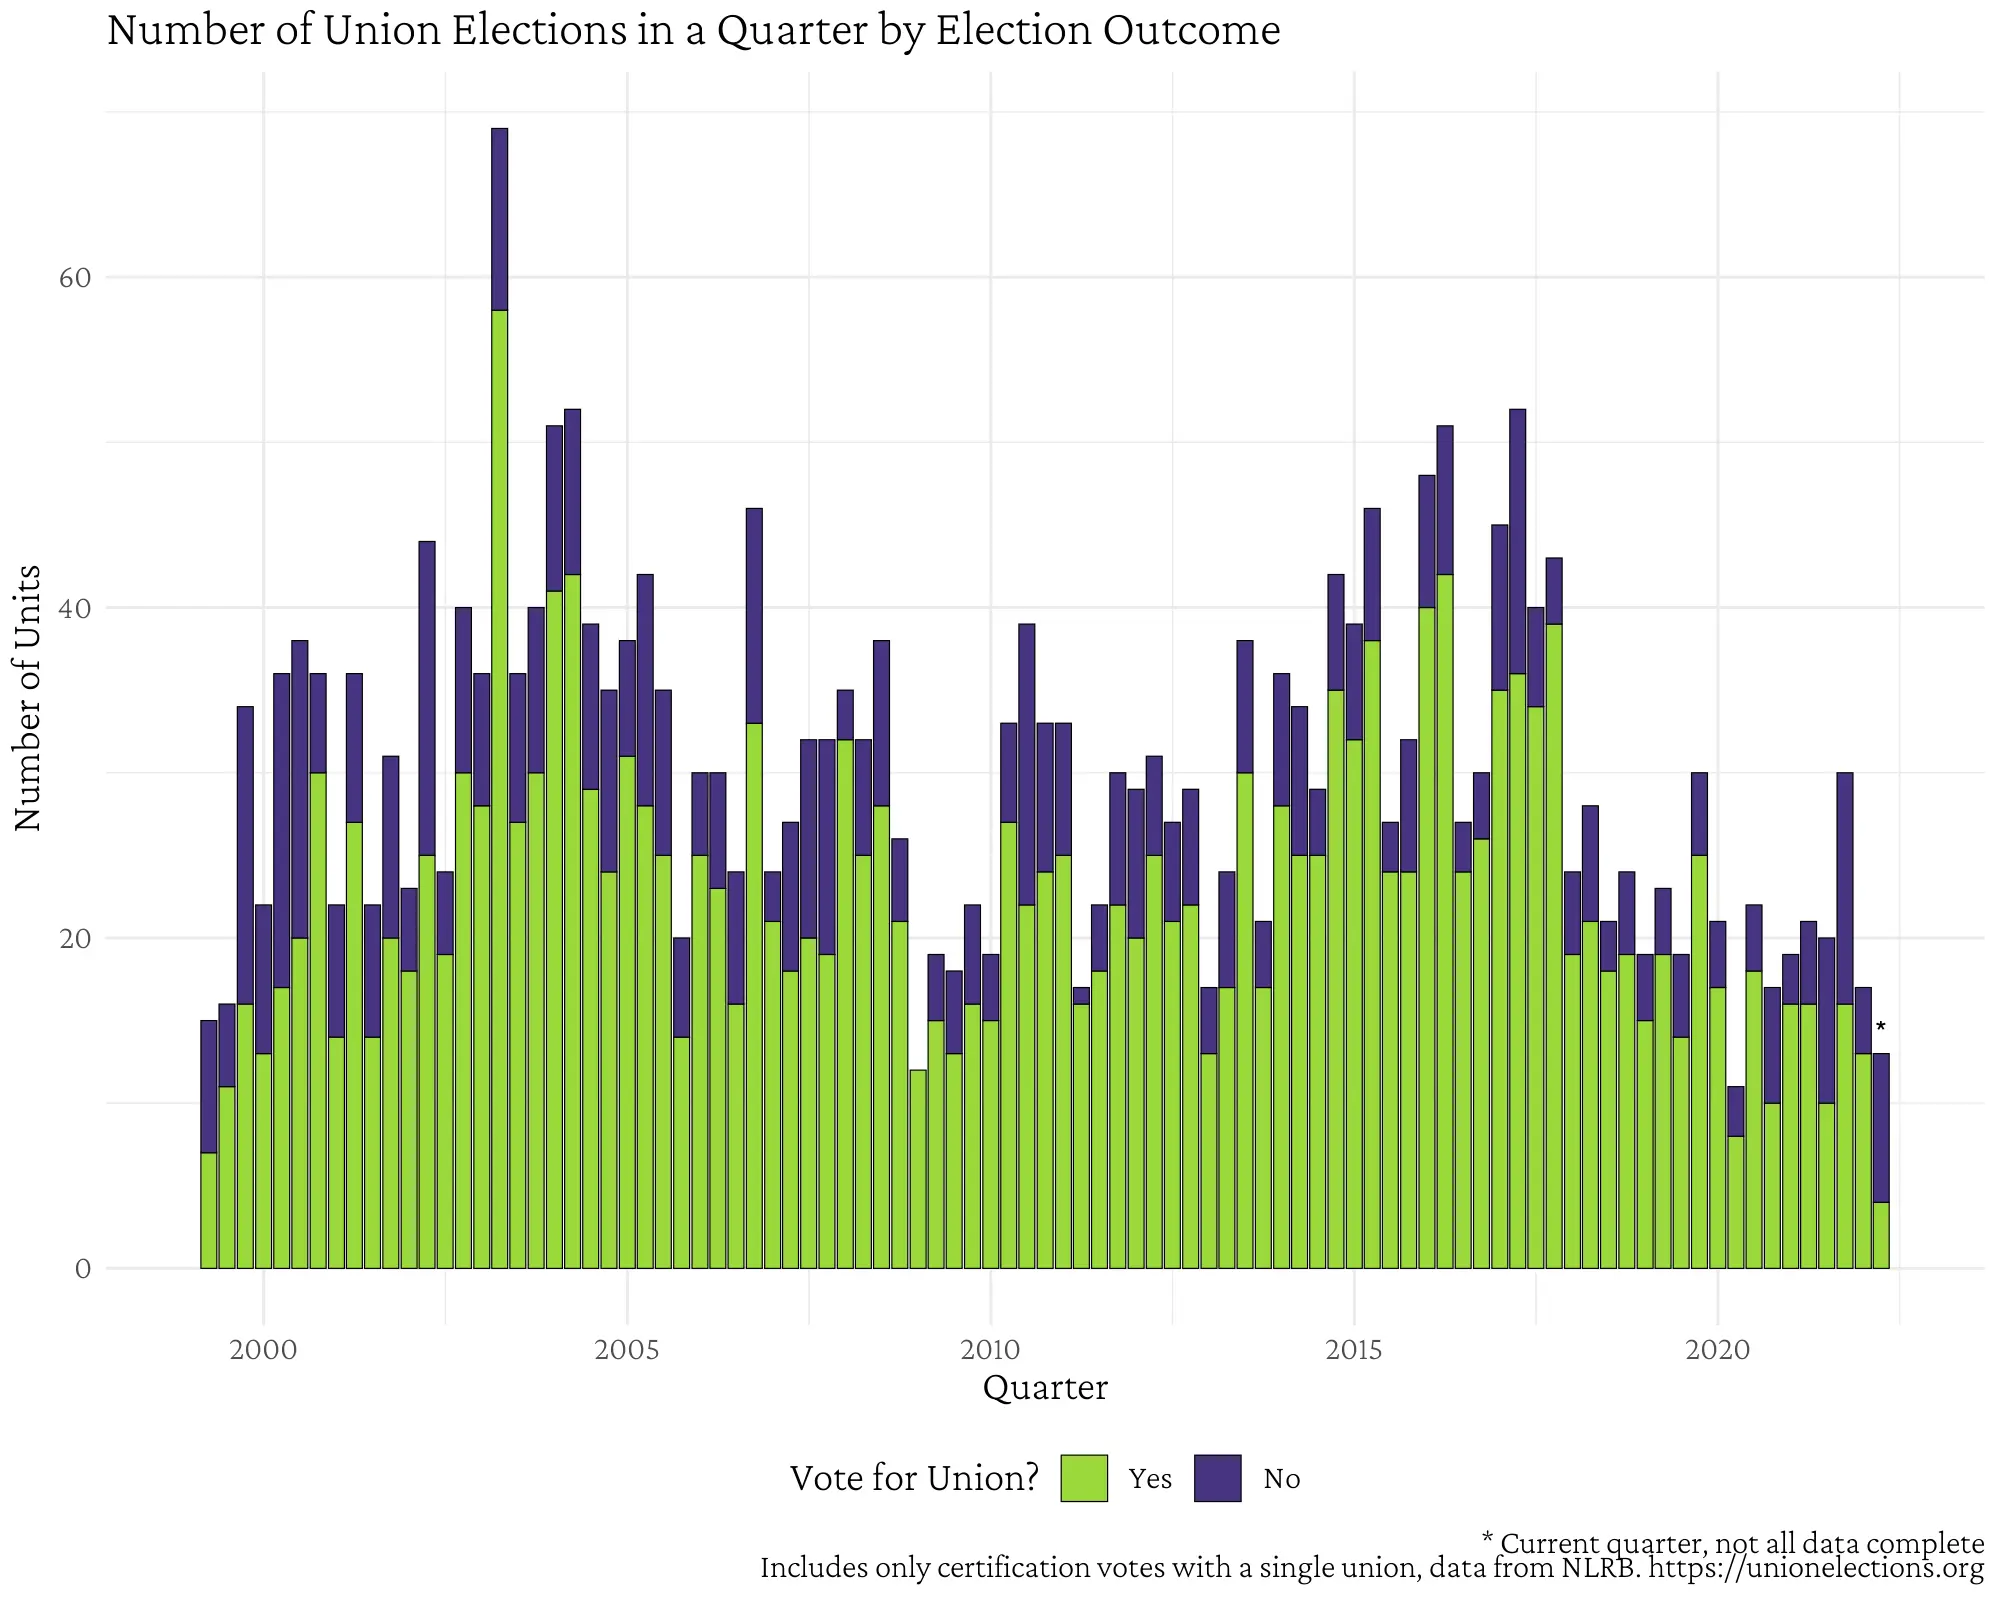 Number of Union Elections in a Quarter by Election Outcome
Number of Units
60
40
20
0
2000 2005 2010 2015 2020
*
Quarter
Vote for Union? Yes No
* Current quarter, not all data complete
Includes only certification votes with a single union, data from NLRB. https://unionelections.org